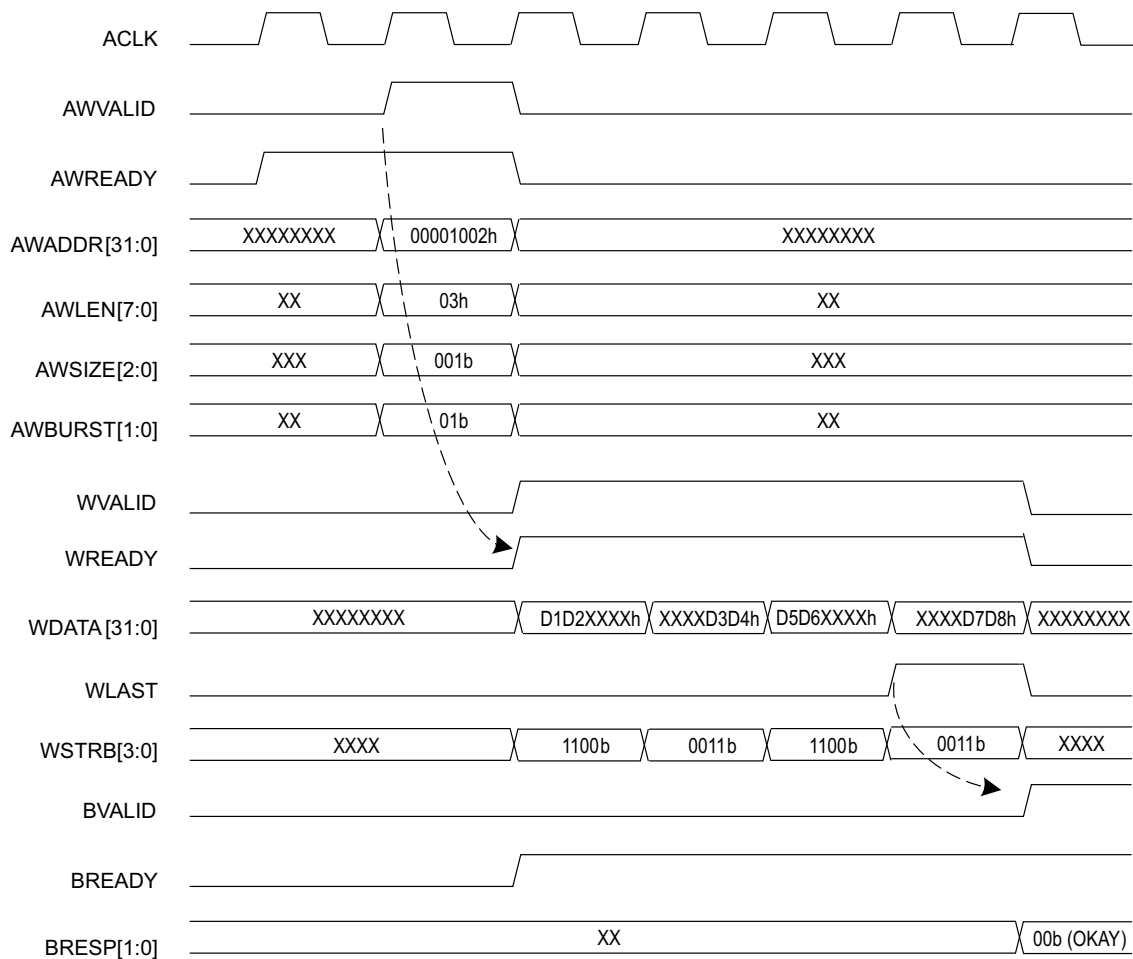 ACLK
AWVALID
AWREADY
AWADDR[31:0] XXXXXXXX 00001002h XXXXXXXX
AWLEN[7:0] XX 03h XX
AWSIZE[2:0] XXX 001b XXX
AWBURST[1:0] XX 01b XX
WVALID
WREADY
WDATA[31:0] XXXXXXXX D1D2XXXXh XXXXD3D4h D5D6XXXXh XXXXD7D8h XXXXXXXX
WLAST
WSTRB[3:0] XXXX 1100b 0011b 1100b 0011b XXXX
BVALID
BREADY
BRESP[1:0] XX 00b (OKAY)